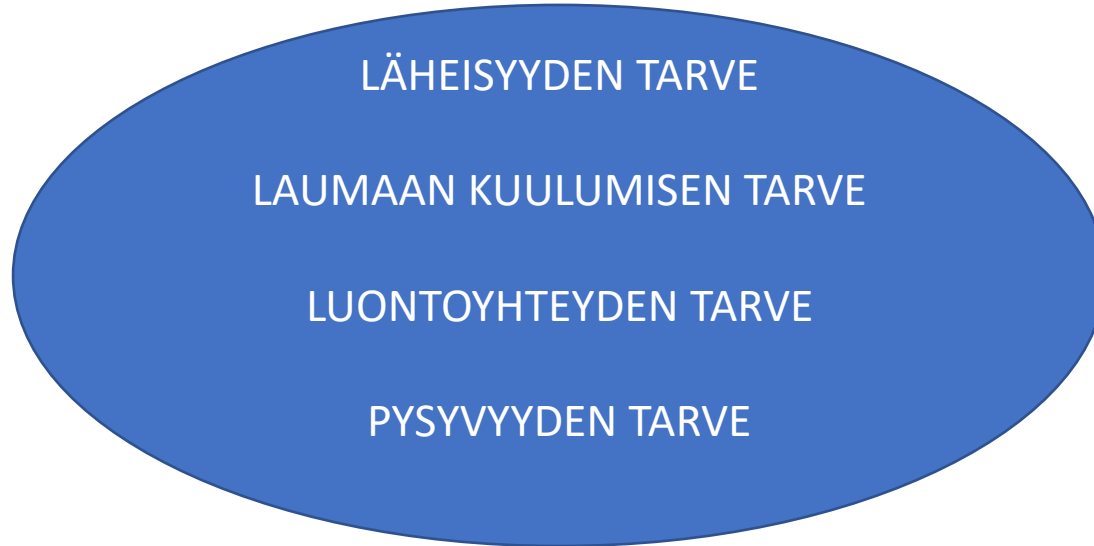 LÄHEISYYDEN TARVE
LAUMAAN KUULUMISEN TARVE
LUONTOYHTEYDEN TARVE
PYSYVYYDEN TARVE